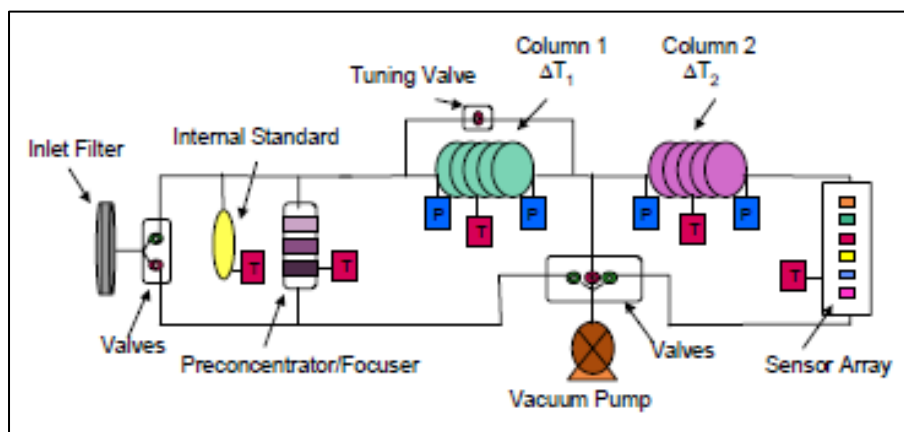 Column 1
ΔT₁
Column 2
ΔT₂
Tuning Valve
Internal Standard
Inlet Filter
P
T
P
P
T
P
T
T
T
Valves
Preconcentrator/Focuser
Valves
Sensor Array
Vacuum Pump